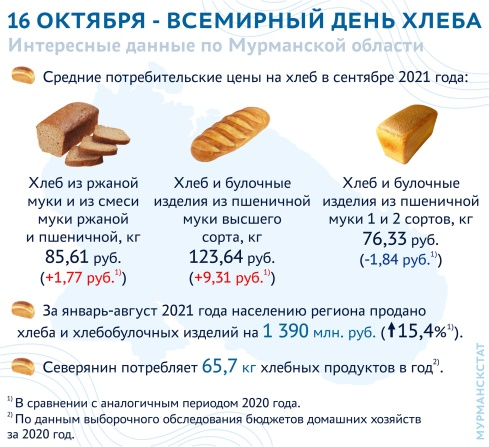 16 ОКТЯБРЯ - ВСЕМИРНЫЙ ДЕНЬ ХЛЕБА
Интересные данные по Мурманской области
Средние потребительские цены на хлеб в сентябре 2021 года:
Хлеб из ржаной
муки и из смеси
муки ржаной
и пшеничной, кг
85,61 руб.
(+1,77 руб.¹⁾)
Хлеб и булочные
изделия из пшеничной
муки высшего
сорта, кг
123,64 руб.
(+9,31 руб.¹⁾)
Хлеб и булочные
изделия из пшеничной
муки 1 и 2 сортов, кг
76,33 руб.
(-1,84 руб.¹⁾)
За январь-август 2021 года населению региона продано
хлеба и хлебобулочных изделий на 1 390 млн. руб. (⬆15,4%¹⁾).
Северянин потребляет 65,7 кг хлебных продуктов в год²⁾.
¹⁾ В сравнении с аналогичным периодом 2020 года.
²⁾ По данным выборочного обследования бюджетов домашних хозяйств
за 2020 год.
МУРМАНСКСТАТ